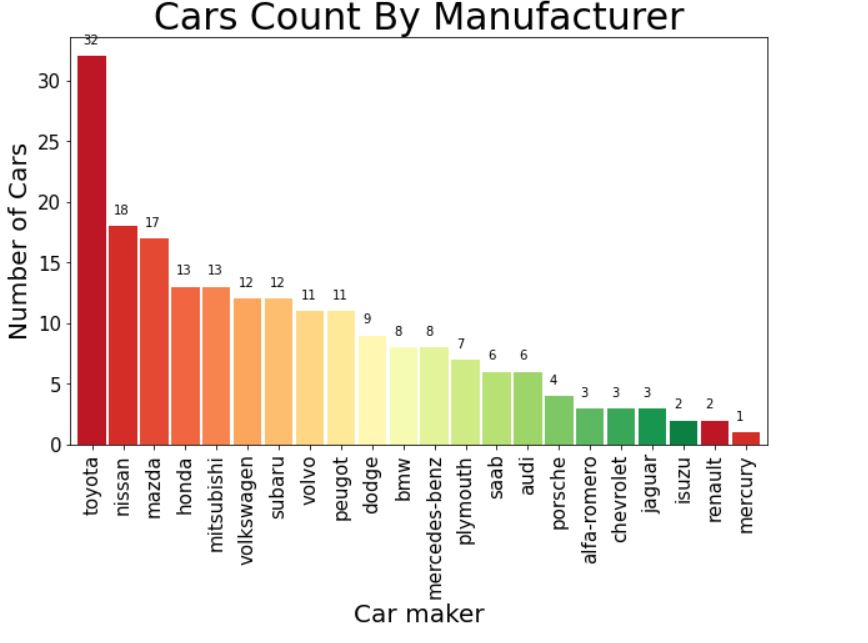 Cars Count By Manufacturer
32
18
17
13
13
12
12
11
11
9
8
8
7
6
6
4
3
3
3
2
2
1
30
25
20
15
10
5
0
Number of Cars
toyota
nissan
mazda
honda
mitsubishi
volkswagen
subaru
volvo
peugot
dodge
bmw
mercedes-benz
plymouth
saab
audi
porsche
alfa-romero
chevrolet
jaguar
isuzu
renault
mercury
Car maker